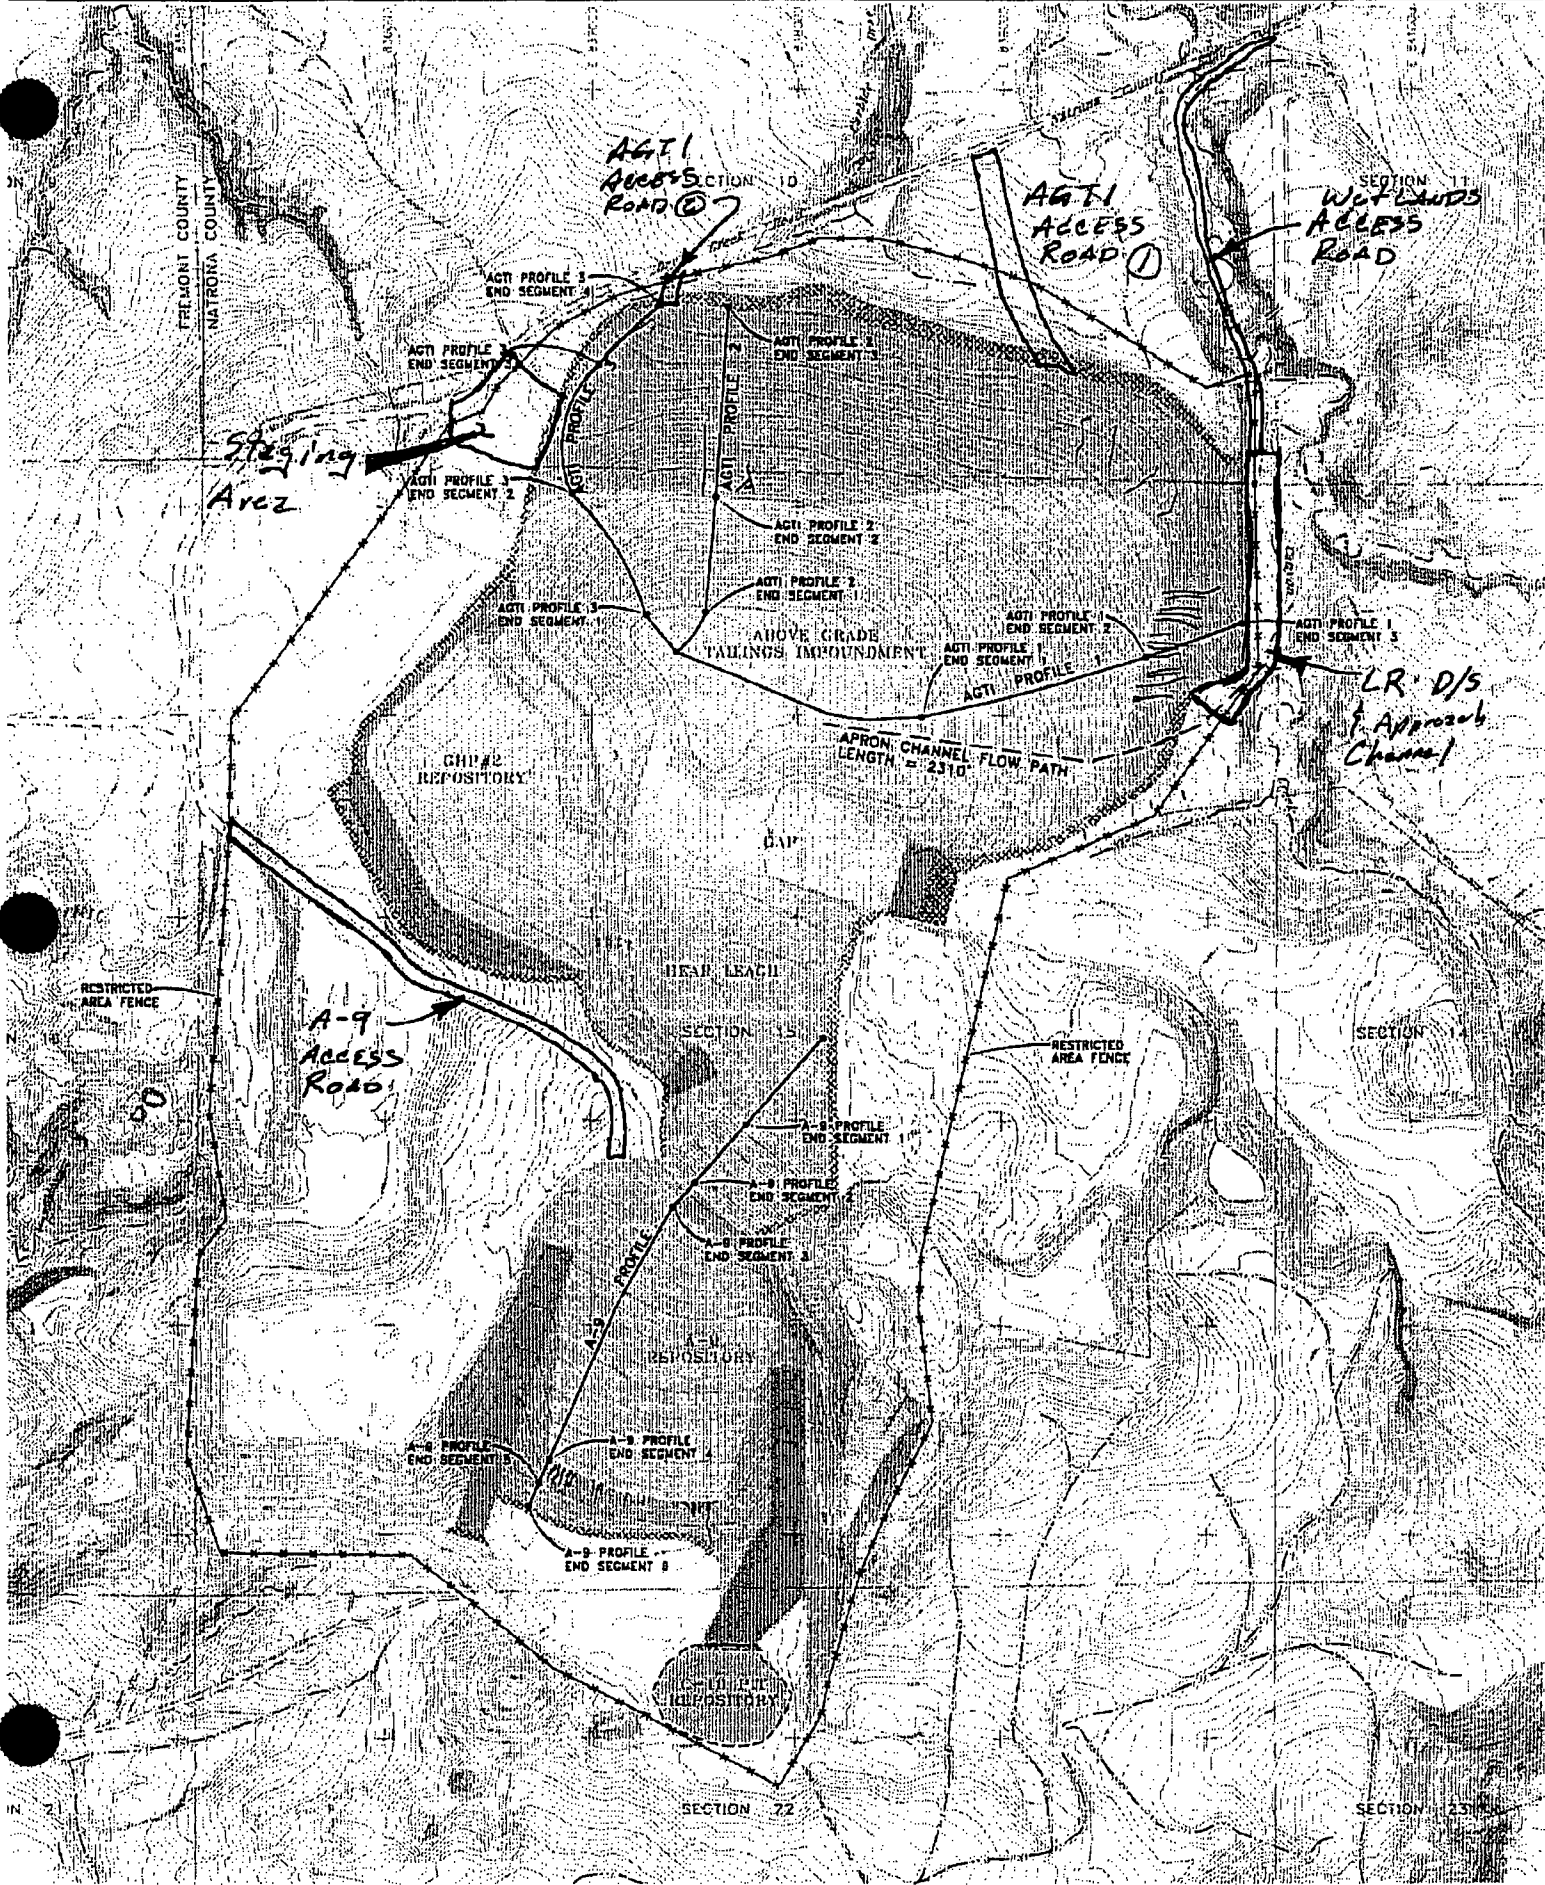 AGTI
ACCESS
ROAD ②
SECTION 10
AGTI
ACCESS
ROAD ①
SECTION 11
WETLANDS
ACCESS
ROAD
FREMONT COUNTY
NATRONA COUNTY
AGTI PROFILE 3
END SEGMENT 4
AGTI PROFILE 3
END SEGMENT
AGTI PROFILE 2
END SEGMENT 3
AGTI PROFILE 3
AGTI PROFILE 2
Staging
Area
AGTI PROFILE 3
END SEGMENT 2
AGTI PROFILE 2
END SEGMENT 2
AGTI PROFILE 2
END SEGMENT 1
AGTI PROFILE 3
END SEGMENT 1
ABOVE GRADE
TAILINGS IMPOUNDMENT
AGTI PROFILE 1
END SEGMENT 2
AGTI PROFILE 1
END SEGMENT 3
AGTI PROFILE 1
END SEGMENT 1
AGTI PROFILE 1
LR D/S
& Approach
Channel
APRON CHANNEL FLOW PATH
LENGTH = 2310'
GHP#2
REPOSITORY
GAP
HEAP LEACH
RESTRICTED
AREA FENCE
A-9
ACCESS
ROAD
SECTION 15
SECTION 14
RESTRICTED
AREA FENCE
A-9 PROFILE
END SEGMENT 1
A-9 PROFILE
END SEGMENT 2
A-9 PROFILE
END SEGMENT 3
A-9 PROFILE
A-9
REPOSITORY
A-9 PROFILE
END SEGMENT 5
A-9 PROFILE
END SEGMENT 4
A-9 PROFILE
END SEGMENT 6
PIT
REPOSITORY
SECTION 22
SECTION 23